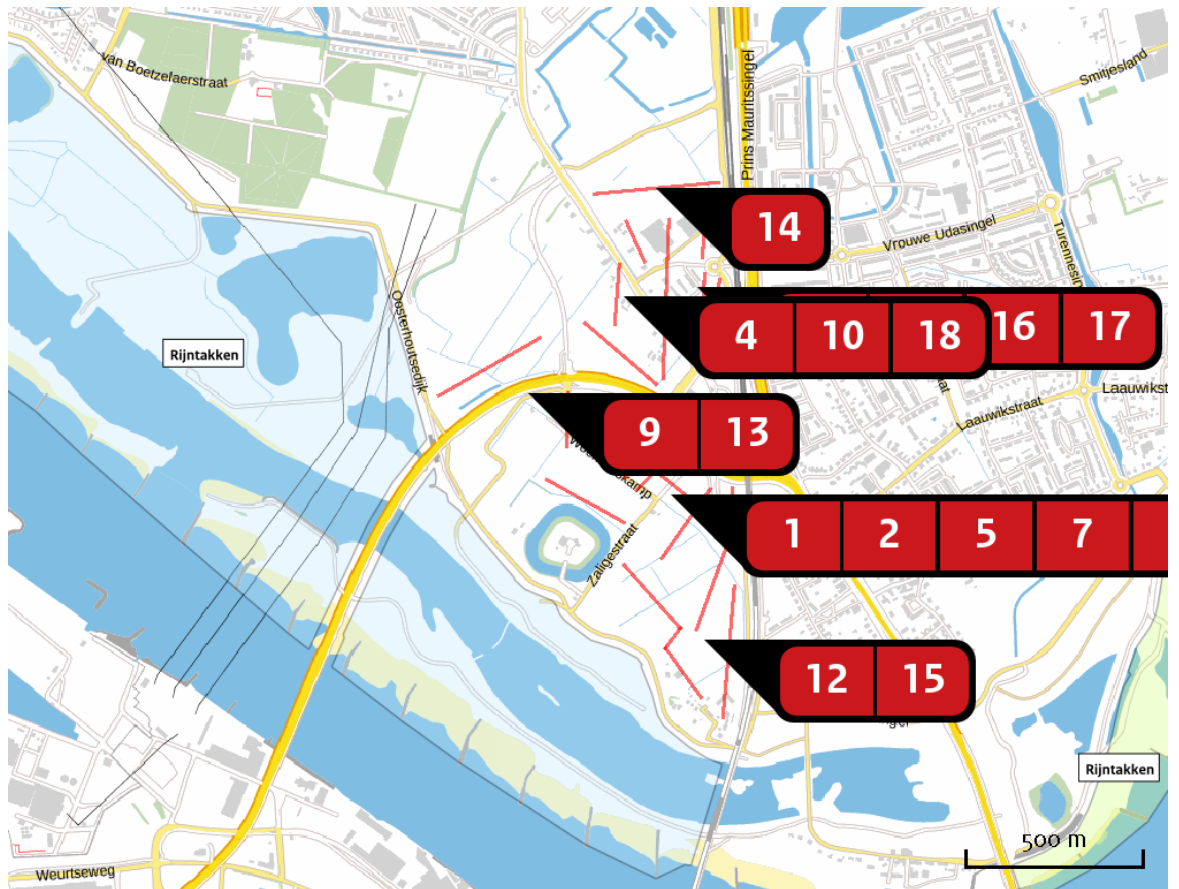 Van Boetzelaerstraat
Prins Mauritssingel
Smitjesland
14
Vrouwe Udasingel
Oosterhoutsedijk
Rijntakken
4 10 18 16 17
Laauwikstraat
9 13
1 2 5 7
Zaligestraat
12 15
Rijntakken
500 m
Weurtseweg